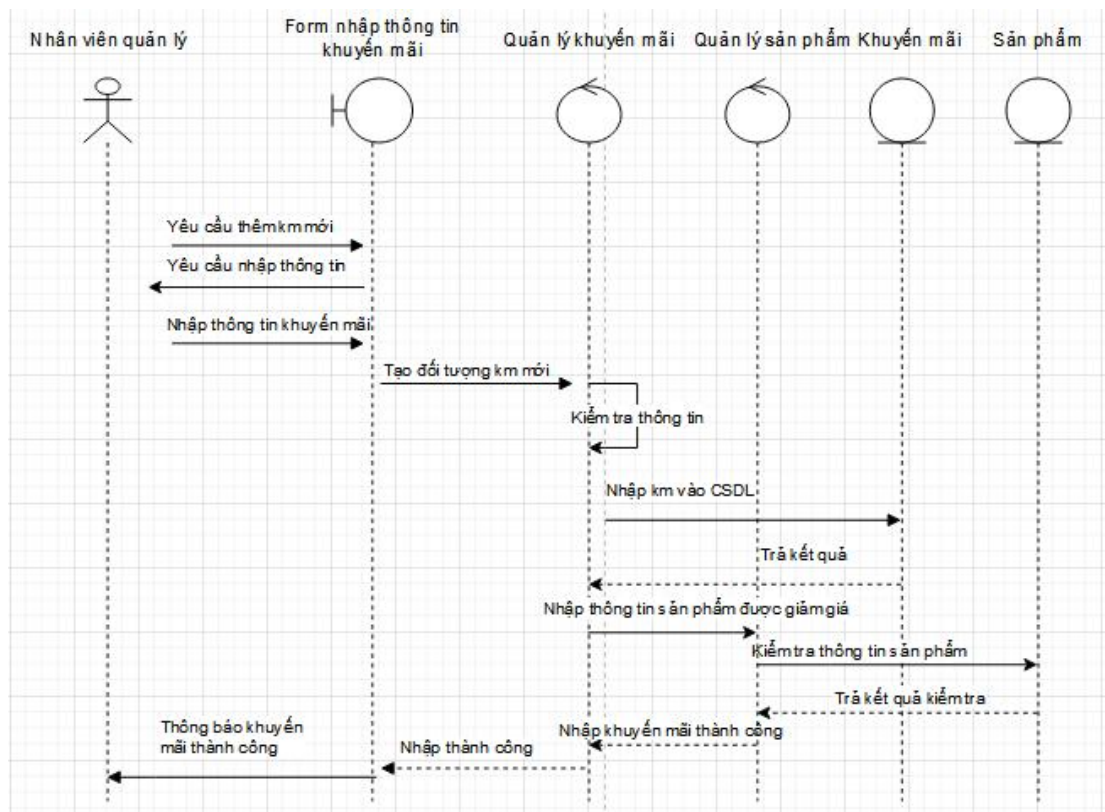 Nhân viên quản lý
Form nhập thông tin
khuyến mãi
Quản lý khuyến mãi
Quản lý sản phẩm
Khuyến mãi
Sản phẩm
Yêu cầu thêm km mới
Yêu cầu nhập thông tin
Nhập thông tin khuyến mãi
Tạo đối tượng km mới
Kiểm tra thông tin
Nhập km vào CSDL
Trả kết quả
Nhập thông tin sản phẩm được giảm giá
Kiểm tra thông tin sản phẩm
Trả kết quả kiểm tra
Nhập khuyến mãi thành công
Nhập thành công
Thông báo khuyến
mãi thành công